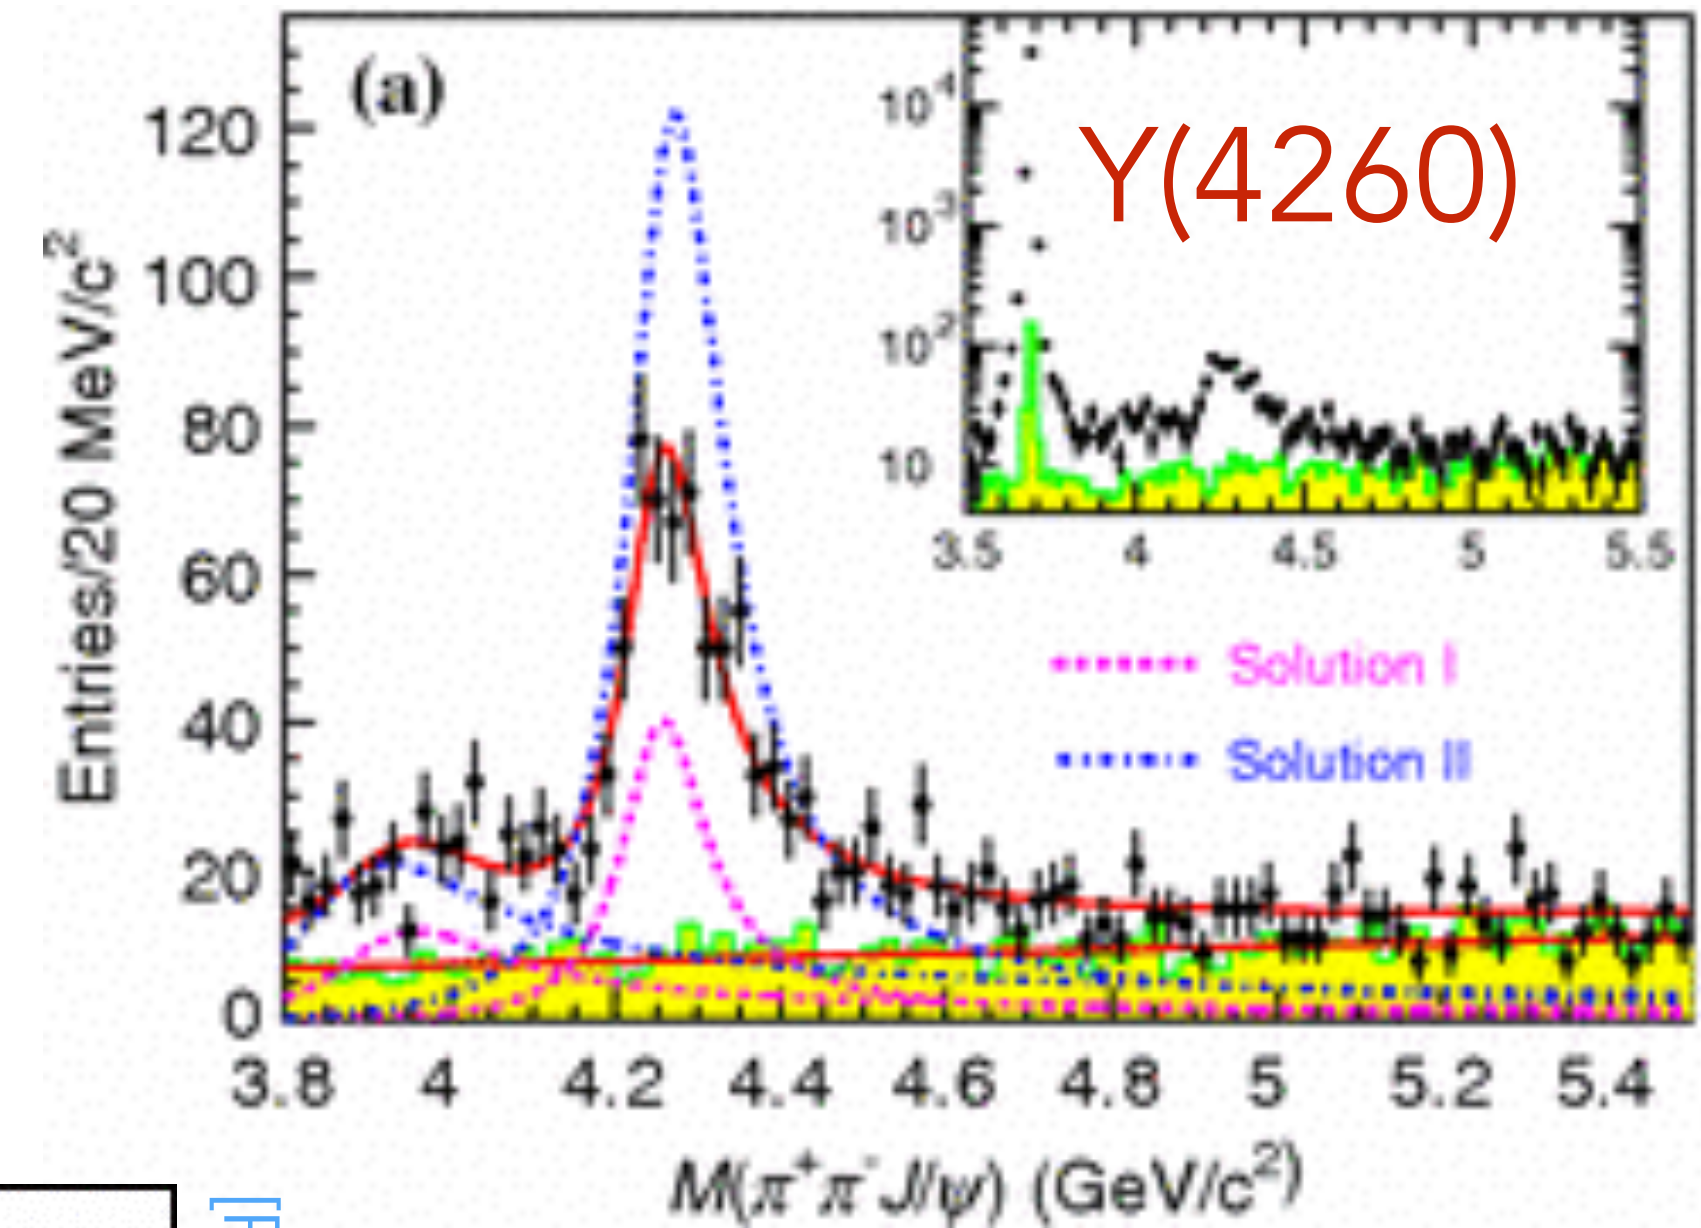 (a)
Y(4260)
Entries/20 MeV/c²
120
100
80
60
40
20
0
10⁴
10³
10²
10
3.5 4 4.5 5 5.5
Solution I
Solution II
3.8 4 4.2 4.4 4.6 4.8 5 5.2 5.4
M(π⁺π⁻J/ψ) (GeV/c²)